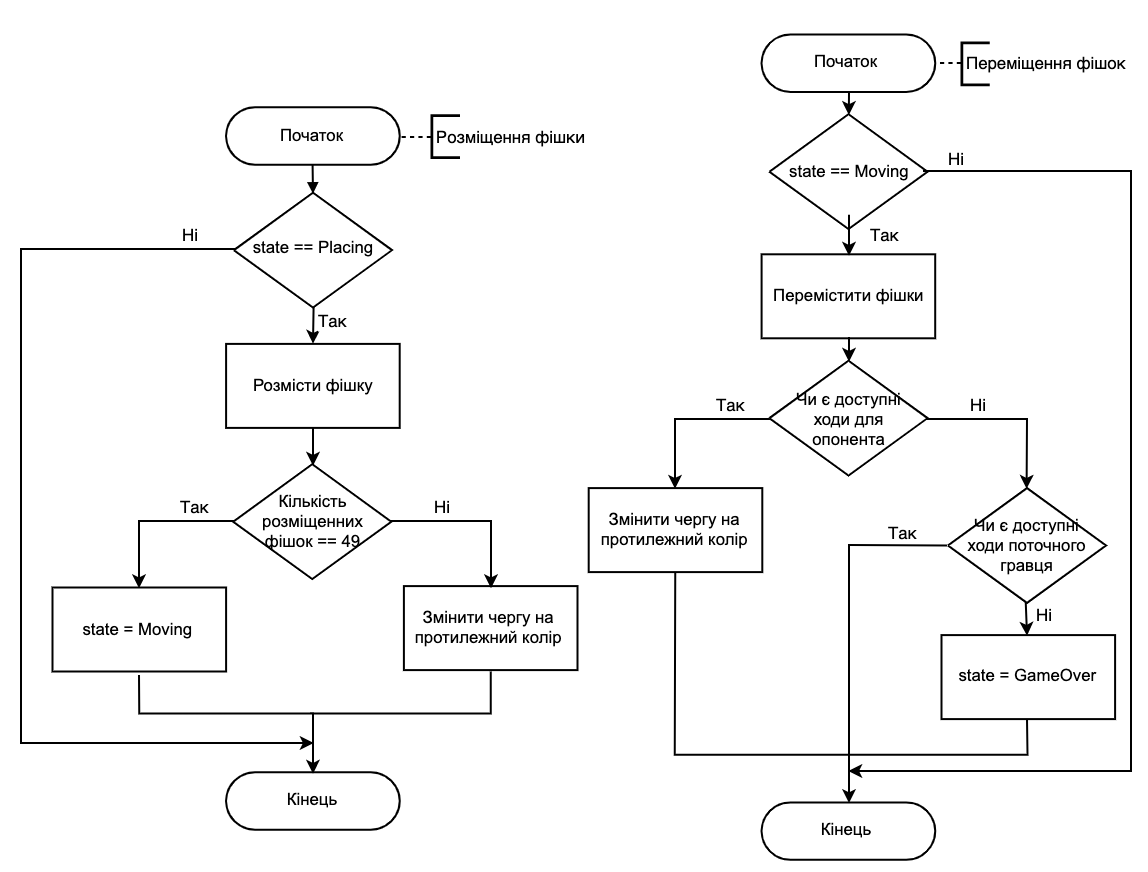 Початок
Розміщення фішки
state == Placing
Ні
Так
Розмісти фішку
Кількість
розміщенних
фішок == 49
Так
Ні
state = Moving
Змінити чергу на
протилежний колір
Кінець
Початок
Переміщення фішок
state == Moving
Ні
Так
Перемістити фішки
Чи є доступні
ходи для
опонента
Так
Ні
Змінити чергу на
протилежний колір
Чи є доступні
ходи поточного
гравця
Так
Ні
state = GameOver
Кінець